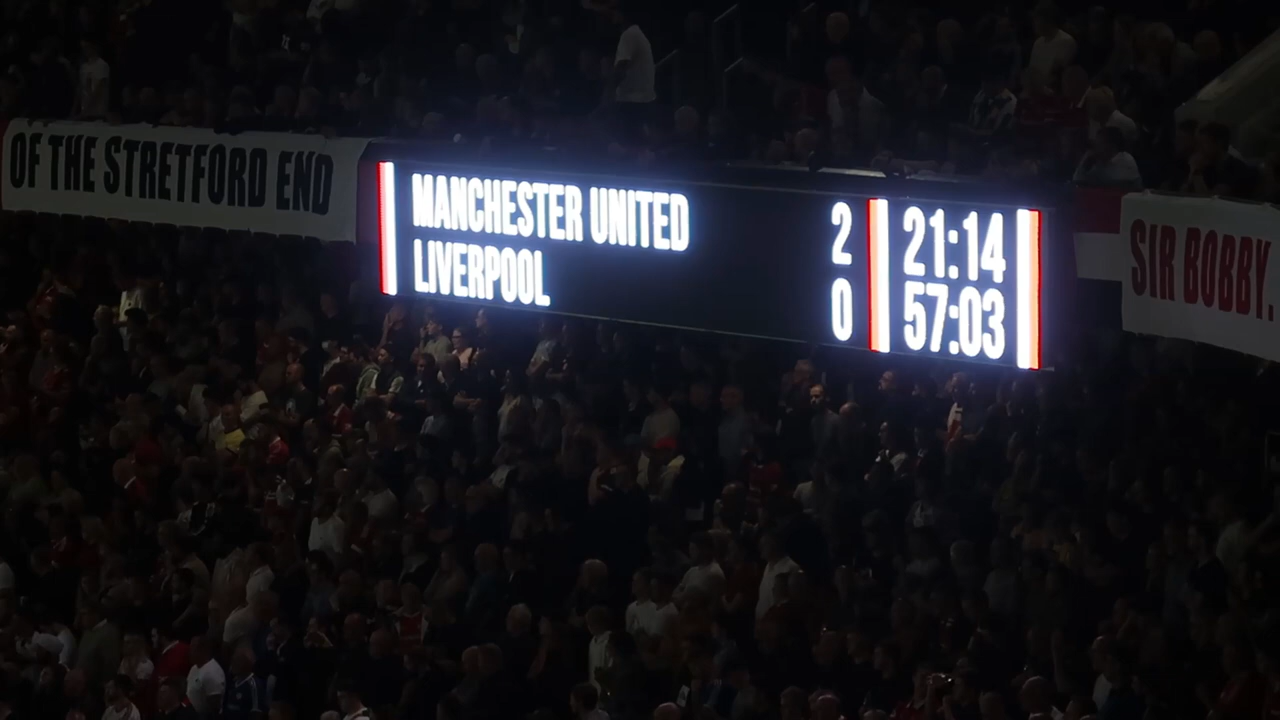 OF THE STRETFORD END
MANCHESTER UNITED 2 21:14
LIVERPOOL 0 57:03
SIR BOBBY.